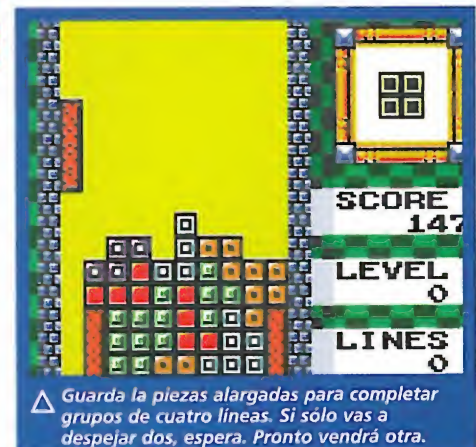 SCORE
147
LEVEL
0
LINES
0
△ Guarda la piezas alargadas para completar
grupos de cuatro líneas. Si sólo vas a
despejar dos, espera. Pronto vendrá otra.